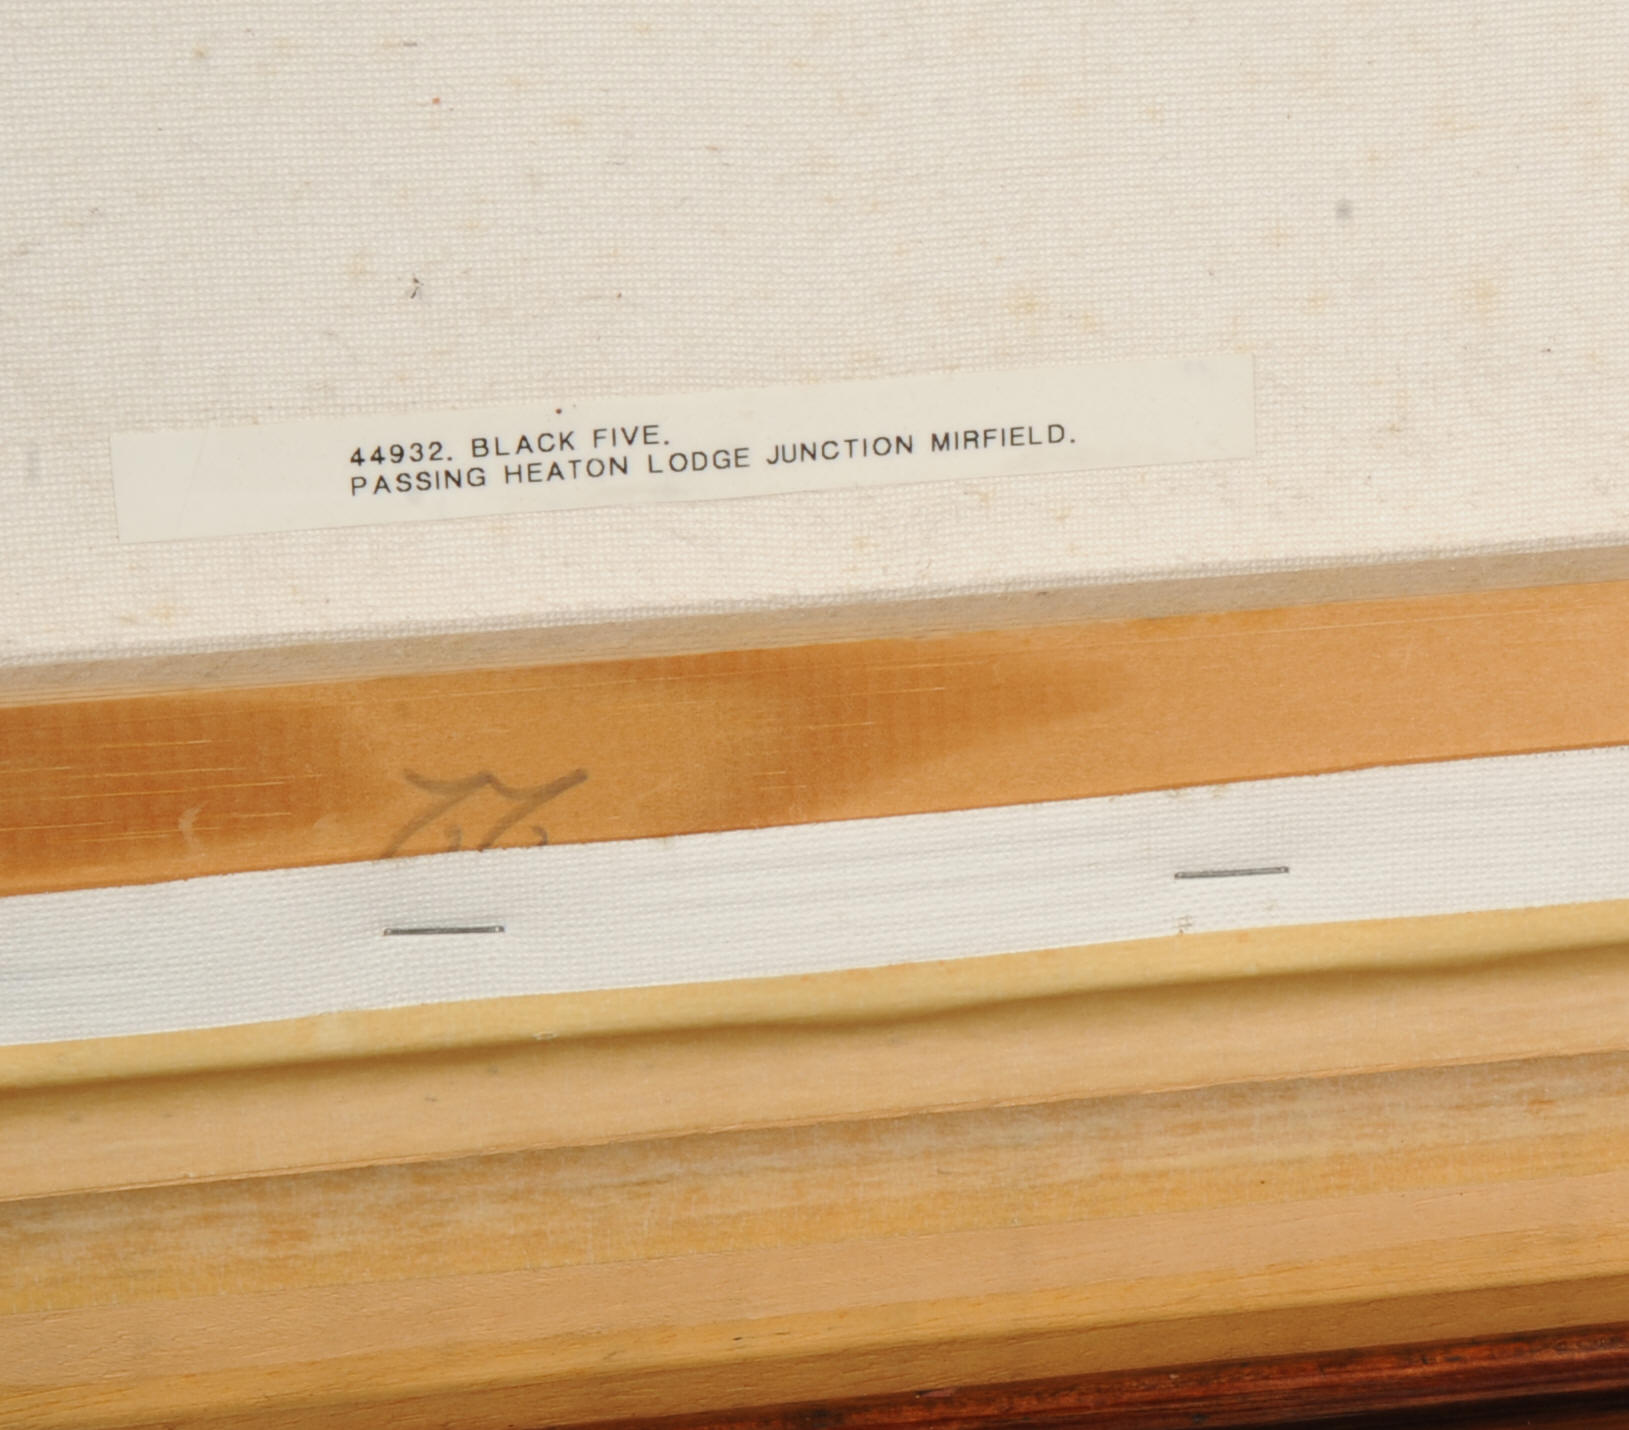 44932. BLACK FIVE.
PASSING HEATON LODGE JUNCTION MIRFIELD.